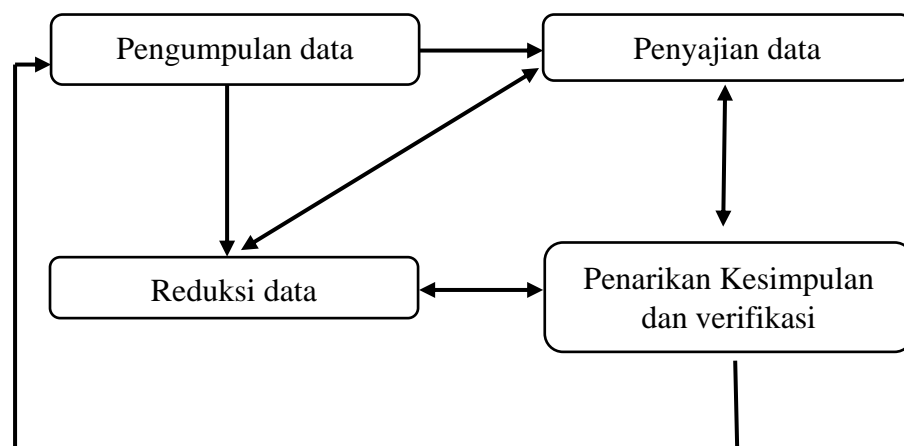 Pengumpulan data
Penyajian data
Reduksi data
Penarikan Kesimpulan
dan verifikasi